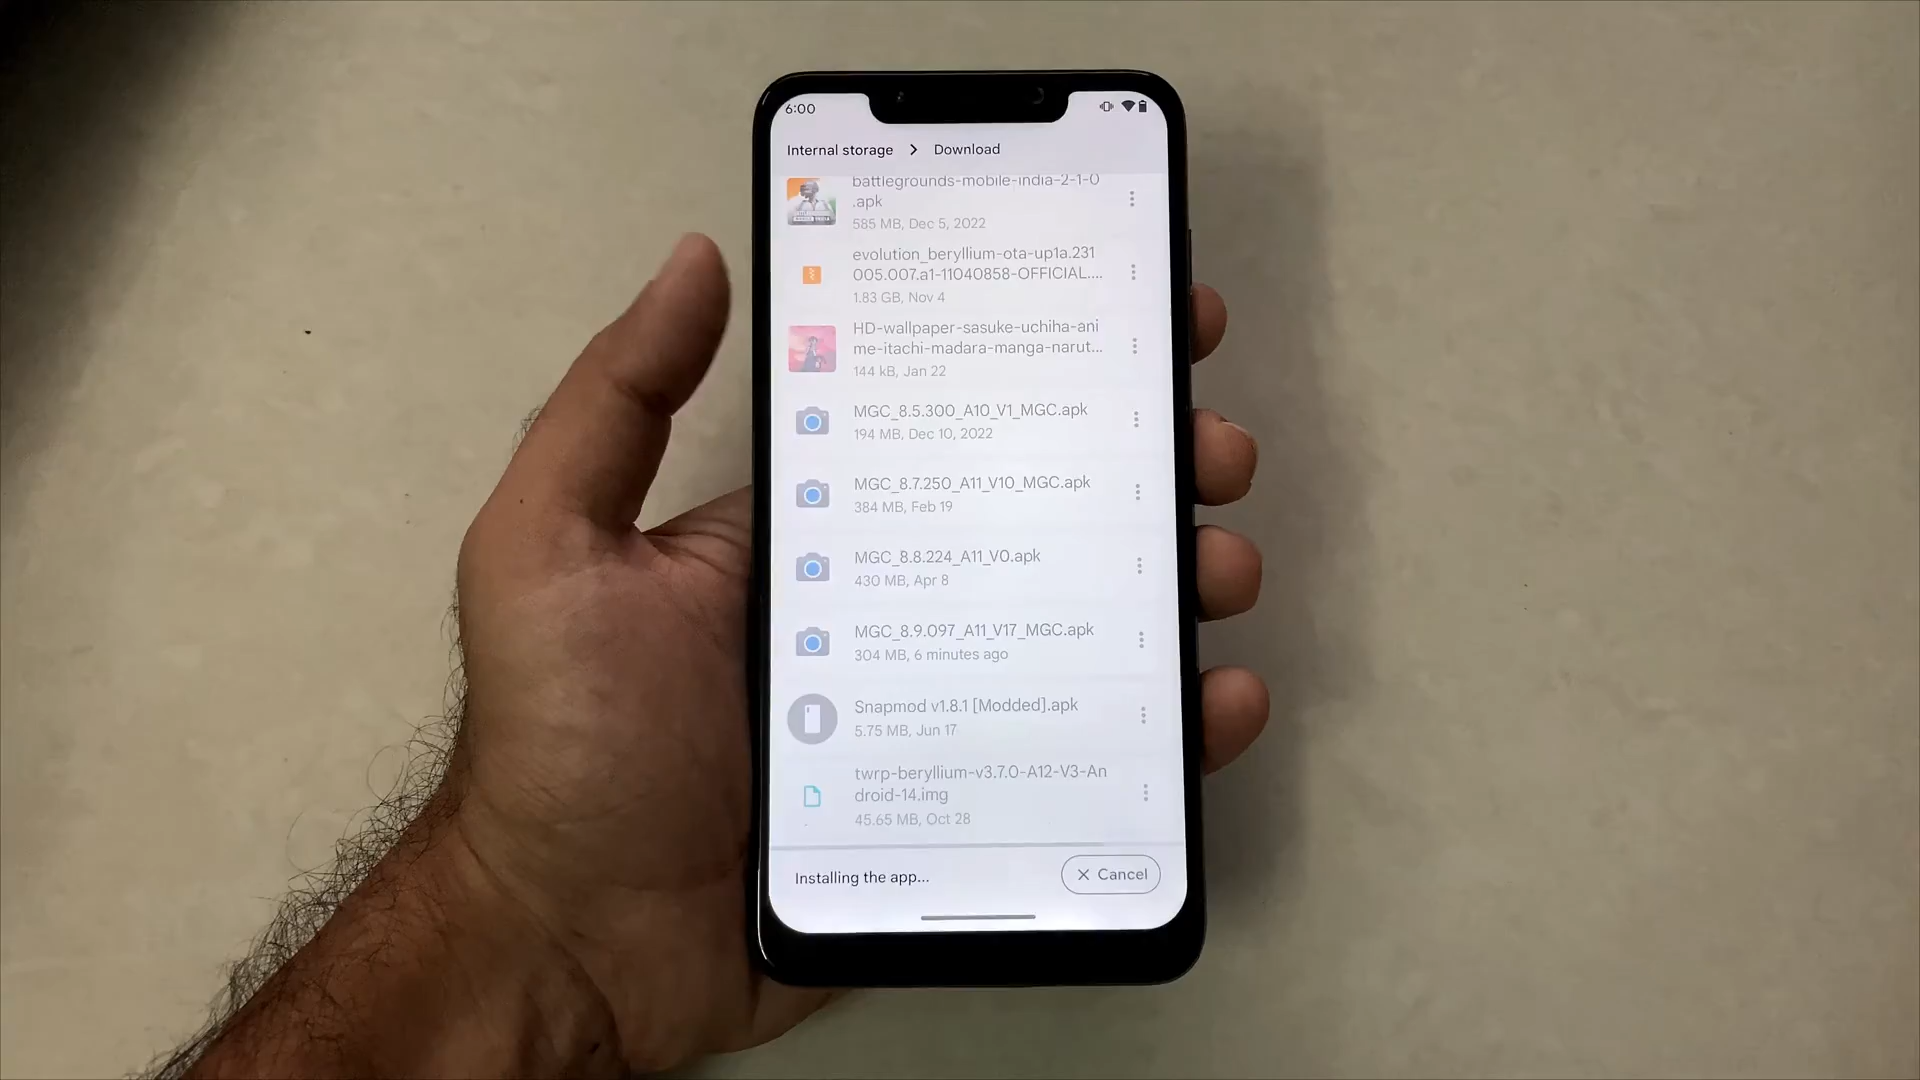 6:00
Internal storage > Download
battlegrounds-mobile-india-2-1-0
.apk
585 MB, Dec 5, 2022
evolution_beryllium-ota-up1a.231
005.007.a1-11040858-OFFICIAL....
1.83 GB, Nov 4
HD-wallpaper-sasuke-uchiha-ani
me-itachi-madara-manga-narut...
144 kB, Jan 22
MGC_8.5.300_A10_V1_MGC.apk
194 MB, Dec 10, 2022
MGC_8.7.250_A11_V10_MGC.apk
384 MB, Feb 19
MGC_8.8.224_A11_V0.apk
430 MB, Apr 8
MGC_8.9.097_A11_V17_MGC.apk
304 MB, 6 minutes ago
Snapmod v1.8.1 [Modded].apk
5.75 MB, Jun 17
twrp-beryllium-v3.7.0-A12-V3-An
droid-14.img
45.65 MB, Oct 28
Installing the app...
Cancel